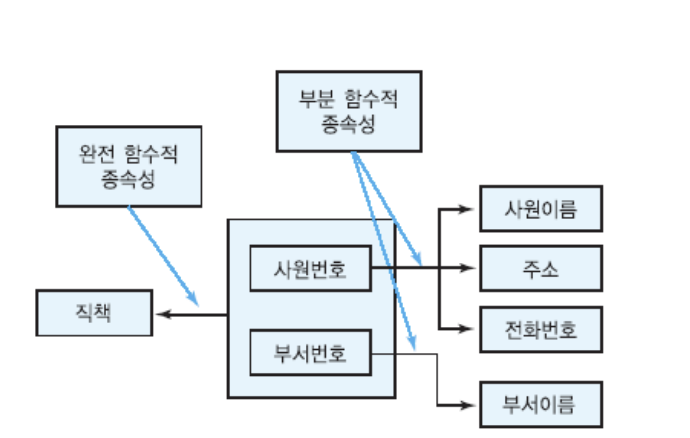 부분 함수적
종속성
완전 함수적
종속성
사원이름
사원번호
주소
직책
전화번호
부서번호
부서이름